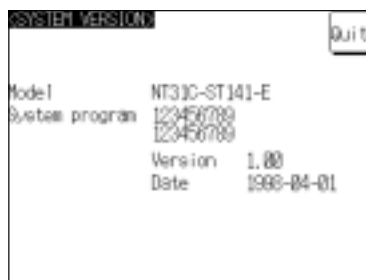 <SYSTEM VERSION>
Quit
Model NT31C-ST141-E
System program 123456789
123456789
Version 1.00
Date 1998-04-01